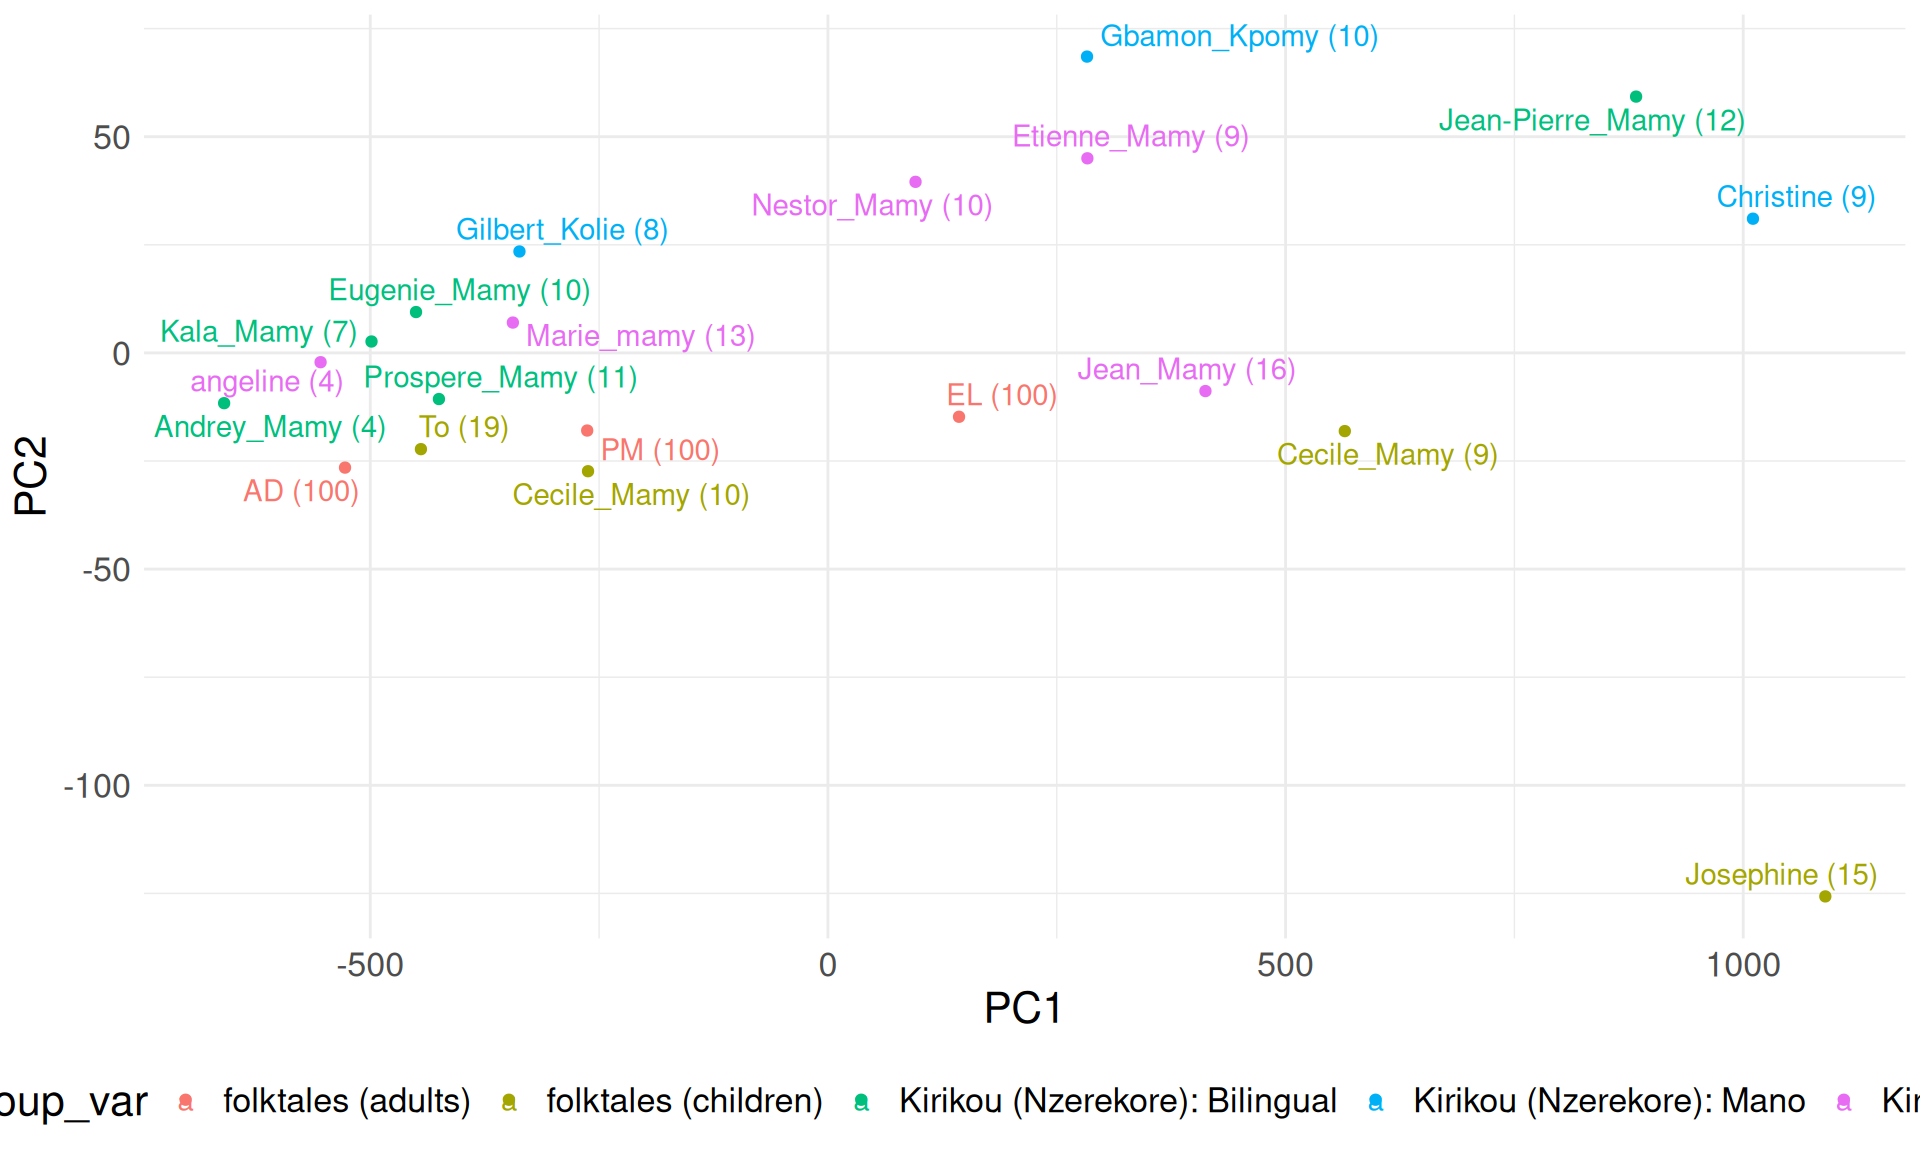 Gbamon_Kpomy (10)
Jean-Pierre_Mamy (12)
50
Etienne_Mamy (9)
Christine (9)
Nestor_Mamy (10)
Gilbert_Kolie (8)
Eugenie_Mamy (10)
Kala_Mamy (7)
Marie_mamy (13)
0
angeline (4)
Prospere_Mamy (11)
Jean_Mamy (16)
EL (100)
Andrey_Mamy (4)
To (19)
PM (100)
Cecile_Mamy (9)
AD (100)
Cecile_Mamy (10)
PC2
-50
-100
Josephine (15)
-500 0 500 1000
PC1
oup_var a folktales (adults) a folktales (children) a Kirikou (Nzerekore): Bilingual a Kirikou (Nzerekore): Mano a Kir